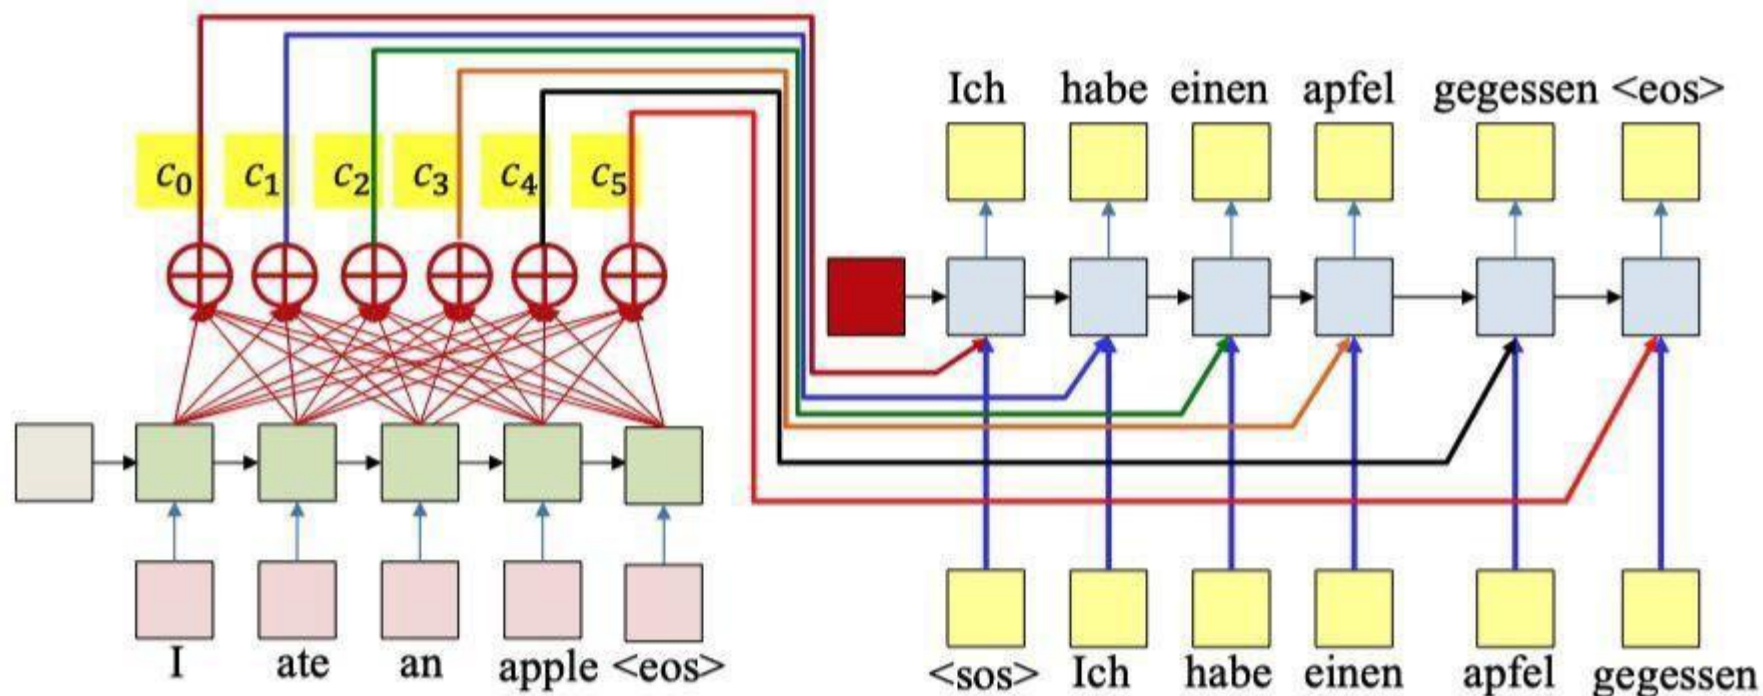 Ich habe einen apfel gegessen <eos>
c₀ c₁ c₂ c₃ c₄ c₅
I ate an apple <eos>
<sos> Ich habe einen apfel gegessen